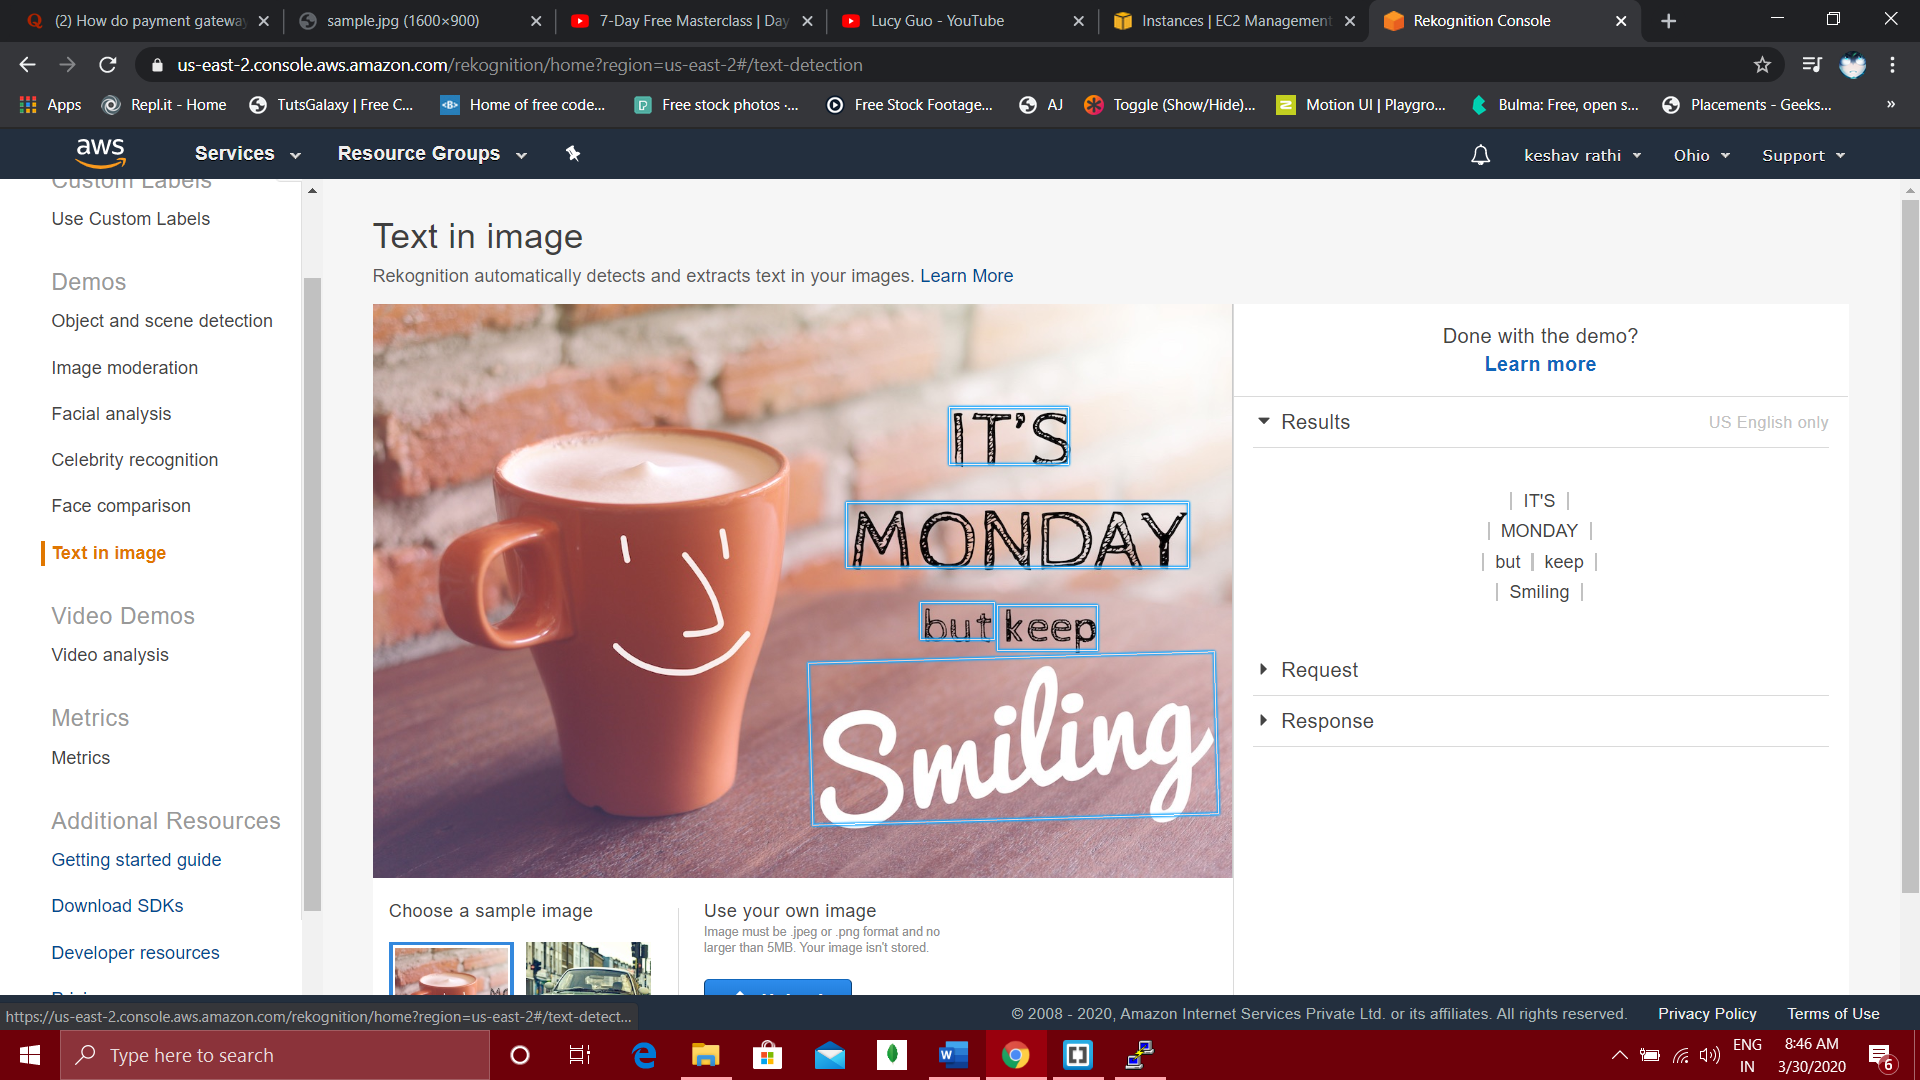 (2) How do payment gateway
sample.jpg (1600×900)
7-Day Free Masterclass | Day
Lucy Guo - YouTube
Instances | EC2 Management
Rekognition Console
us-east-2.console.aws.amazon.com/rekognition/home?region=us-east-2#/text-detection
Apps
Repl.it - Home
TutsGalaxy | Free C...
Home of free code...
Free stock photos ·...
Free Stock Footage...
AJ
Toggle (Show/Hide)...
Motion UI | Playgro...
Bulma: Free, open s...
Placements - Geeks...
»
aws
Services
Resource Groups
keshav rathi
Ohio
Support
Custom Labels
Use Custom Labels
Demos
Object and scene detection
Image moderation
Facial analysis
Celebrity recognition
Face comparison
Text in image
Video Demos
Video analysis
Metrics
Metrics
Additional Resources
Getting started guide
Download SDKs
Developer resources
Text in image
Rekognition automatically detects and extracts text in your images. Learn More
IT'S
MONDAY
but keep
Smiling
Done with the demo?
Learn more
Results
US English only
| IT'S |
| MONDAY |
| but | keep |
| Smiling |
Request
Response
Choose a sample image
Use your own image
Image must be .jpeg or .png format and no
larger than 5MB. Your image isn't stored.
https://us-east-2.console.aws.amazon.com/rekognition/home?region=us-east-2#/text-detect...
© 2008 - 2020, Amazon Internet Services Private Ltd. or its affiliates. All rights reserved.
Privacy Policy
Terms of Use
Type here to search
ENG
IN
8:46 AM
3/30/2020
6